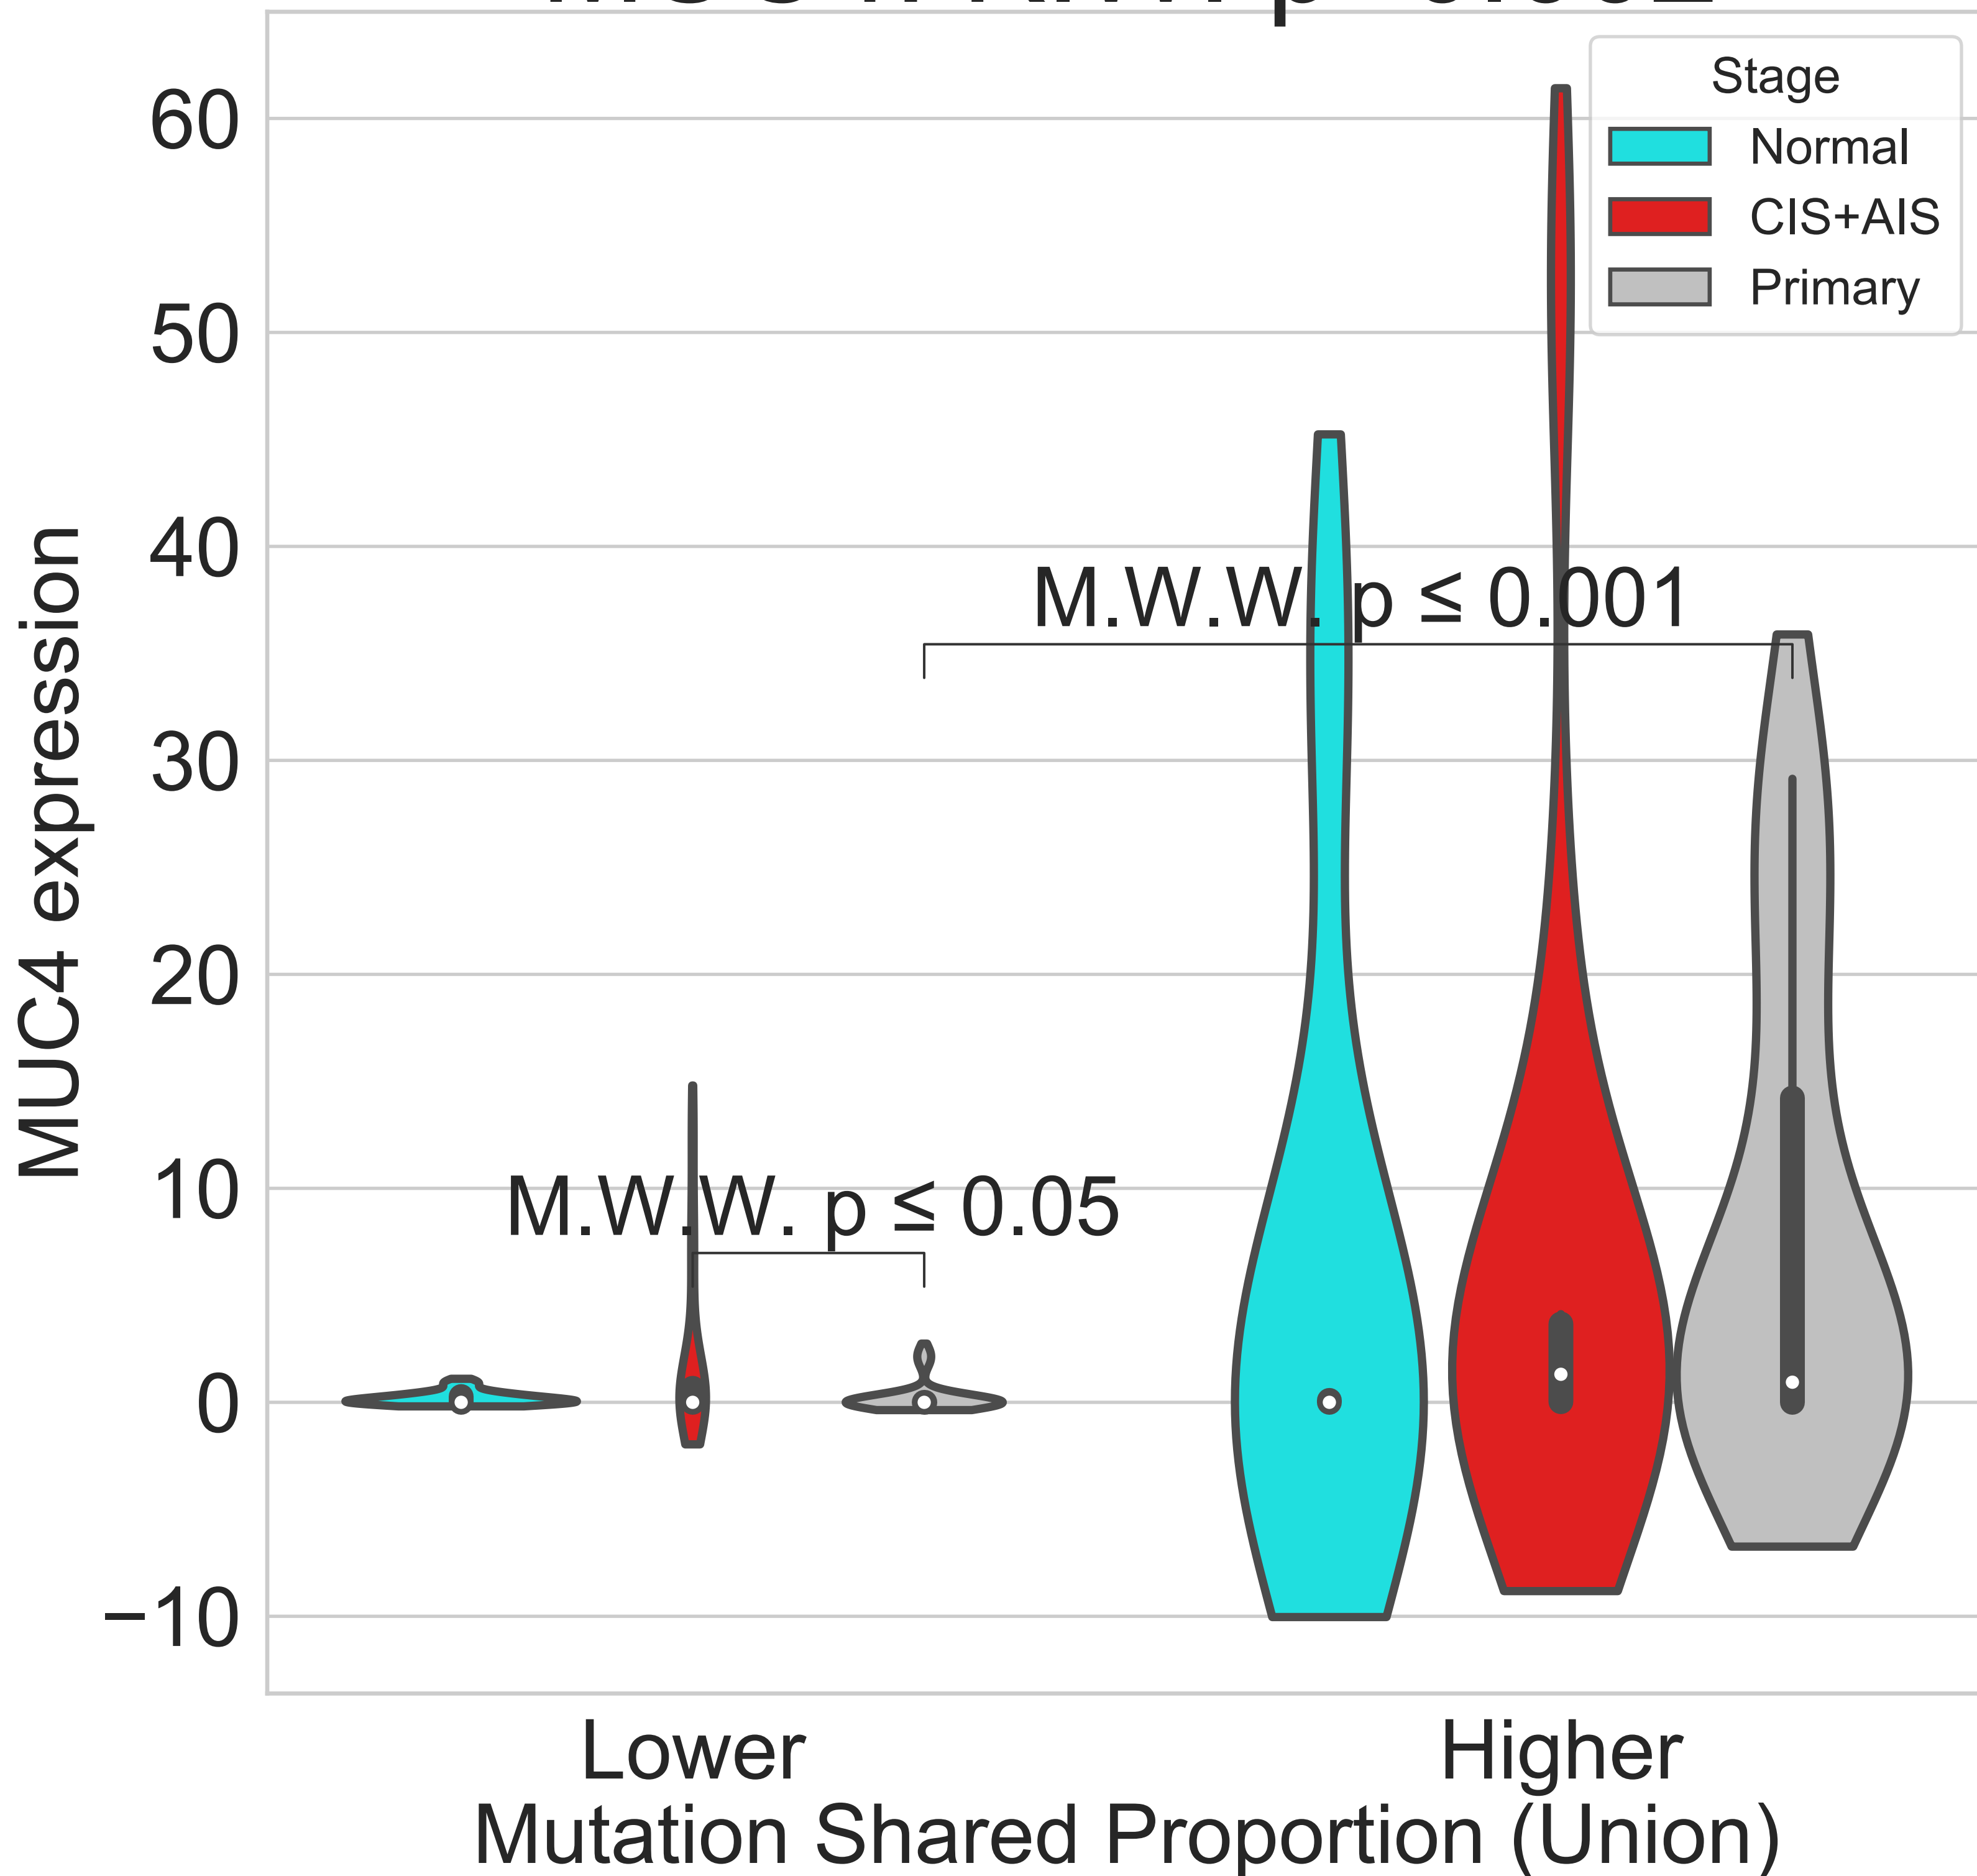 Stage
Normal
CIS+AIS
Primary
60
50
40
30
20
10
0
−10
MUC4 expression
M.W.W. p ≤ 0.001
M.W.W. p ≤ 0.05
Lower
Higher
Mutation Shared Proportion (Union)